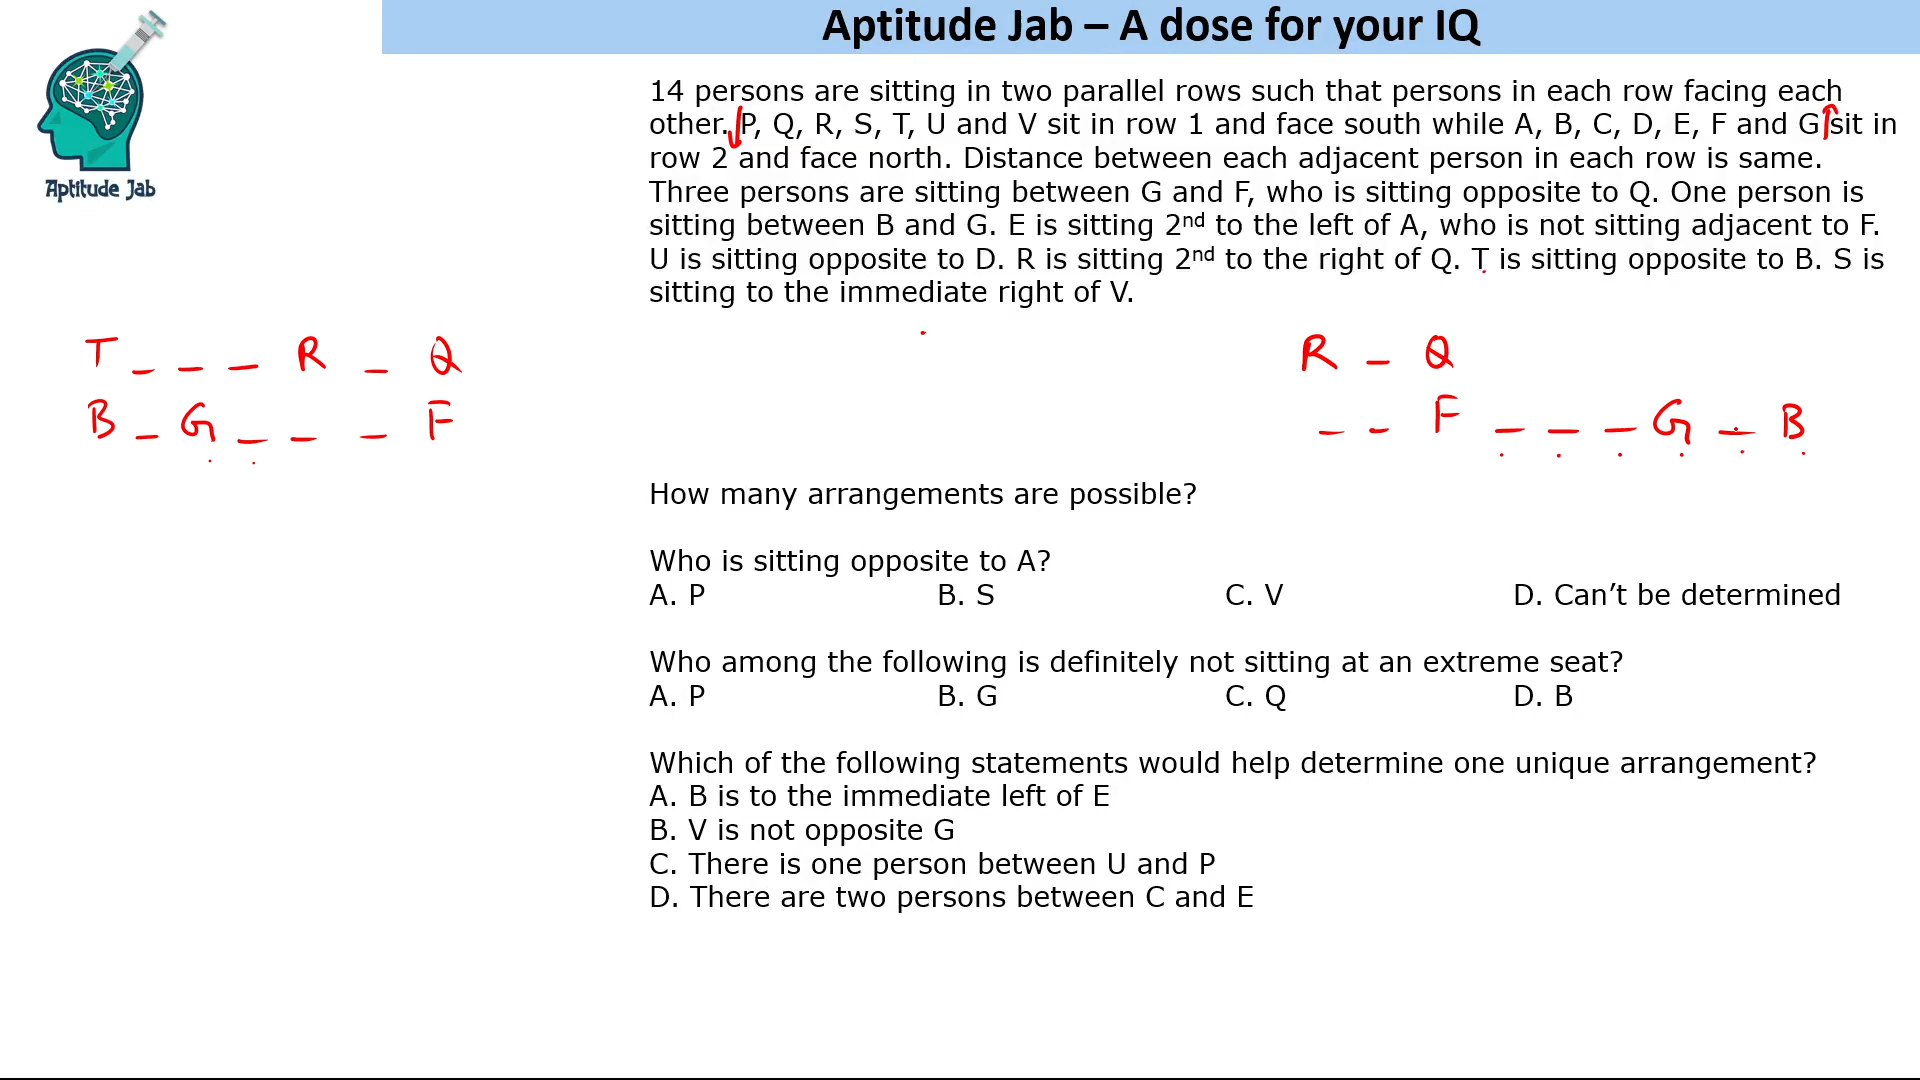 Aptitude Jab – A dose for your IQ
Aptitude Jab
14 persons are sitting in two parallel rows such that persons in each row facing each
other. P, Q, R, S, T, U and V sit in row 1 and face south while A, B, C, D, E, F and G sit in
row 2 and face north. Distance between each adjacent person in each row is same.
Three persons are sitting between G and F, who is sitting opposite to Q. One person is
sitting between B and G. E is sitting 2nd to the left of A, who is not sitting adjacent to F.
U is sitting opposite to D. R is sitting 2nd to the right of Q. T is sitting opposite to B. S is
sitting to the immediate right of V.
T _ _ _ R _ Q
B _ G _ _ _ F
R _ Q
_ _ F _ _ _ G _ B
How many arrangements are possible?
Who is sitting opposite to A?
A. P B. S C. V D. Can’t be determined
Who among the following is definitely not sitting at an extreme seat?
A. P B. G C. Q D. B
Which of the following statements would help determine one unique arrangement?
A. B is to the immediate left of E
B. V is not opposite G
C. There is one person between U and P
D. There are two persons between C and E